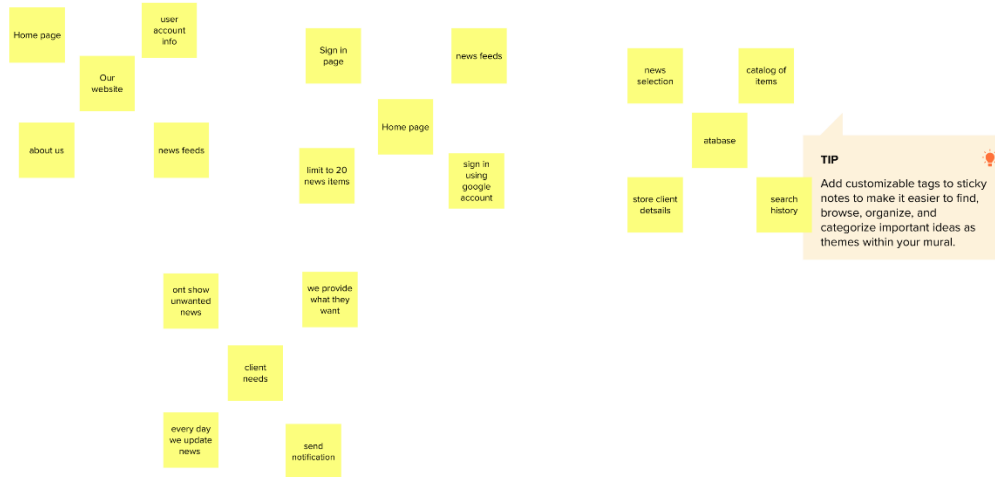 Home page
user
account
info
Our
website
about us
news feeds
Sign in
page
news feeds
Home page
limit to 20
news items
sign in
using
google
account
news
selection
catalog of
items
atabase
store client
detsails
search
history
TIP
Add customizable tags to sticky
notes to make it easier to find,
browse, organize, and
categorize important ideas as
themes within your mural.
ont show
unwanted
news
we provide
what they
want
client
needs
every day
we update
news
send
notification